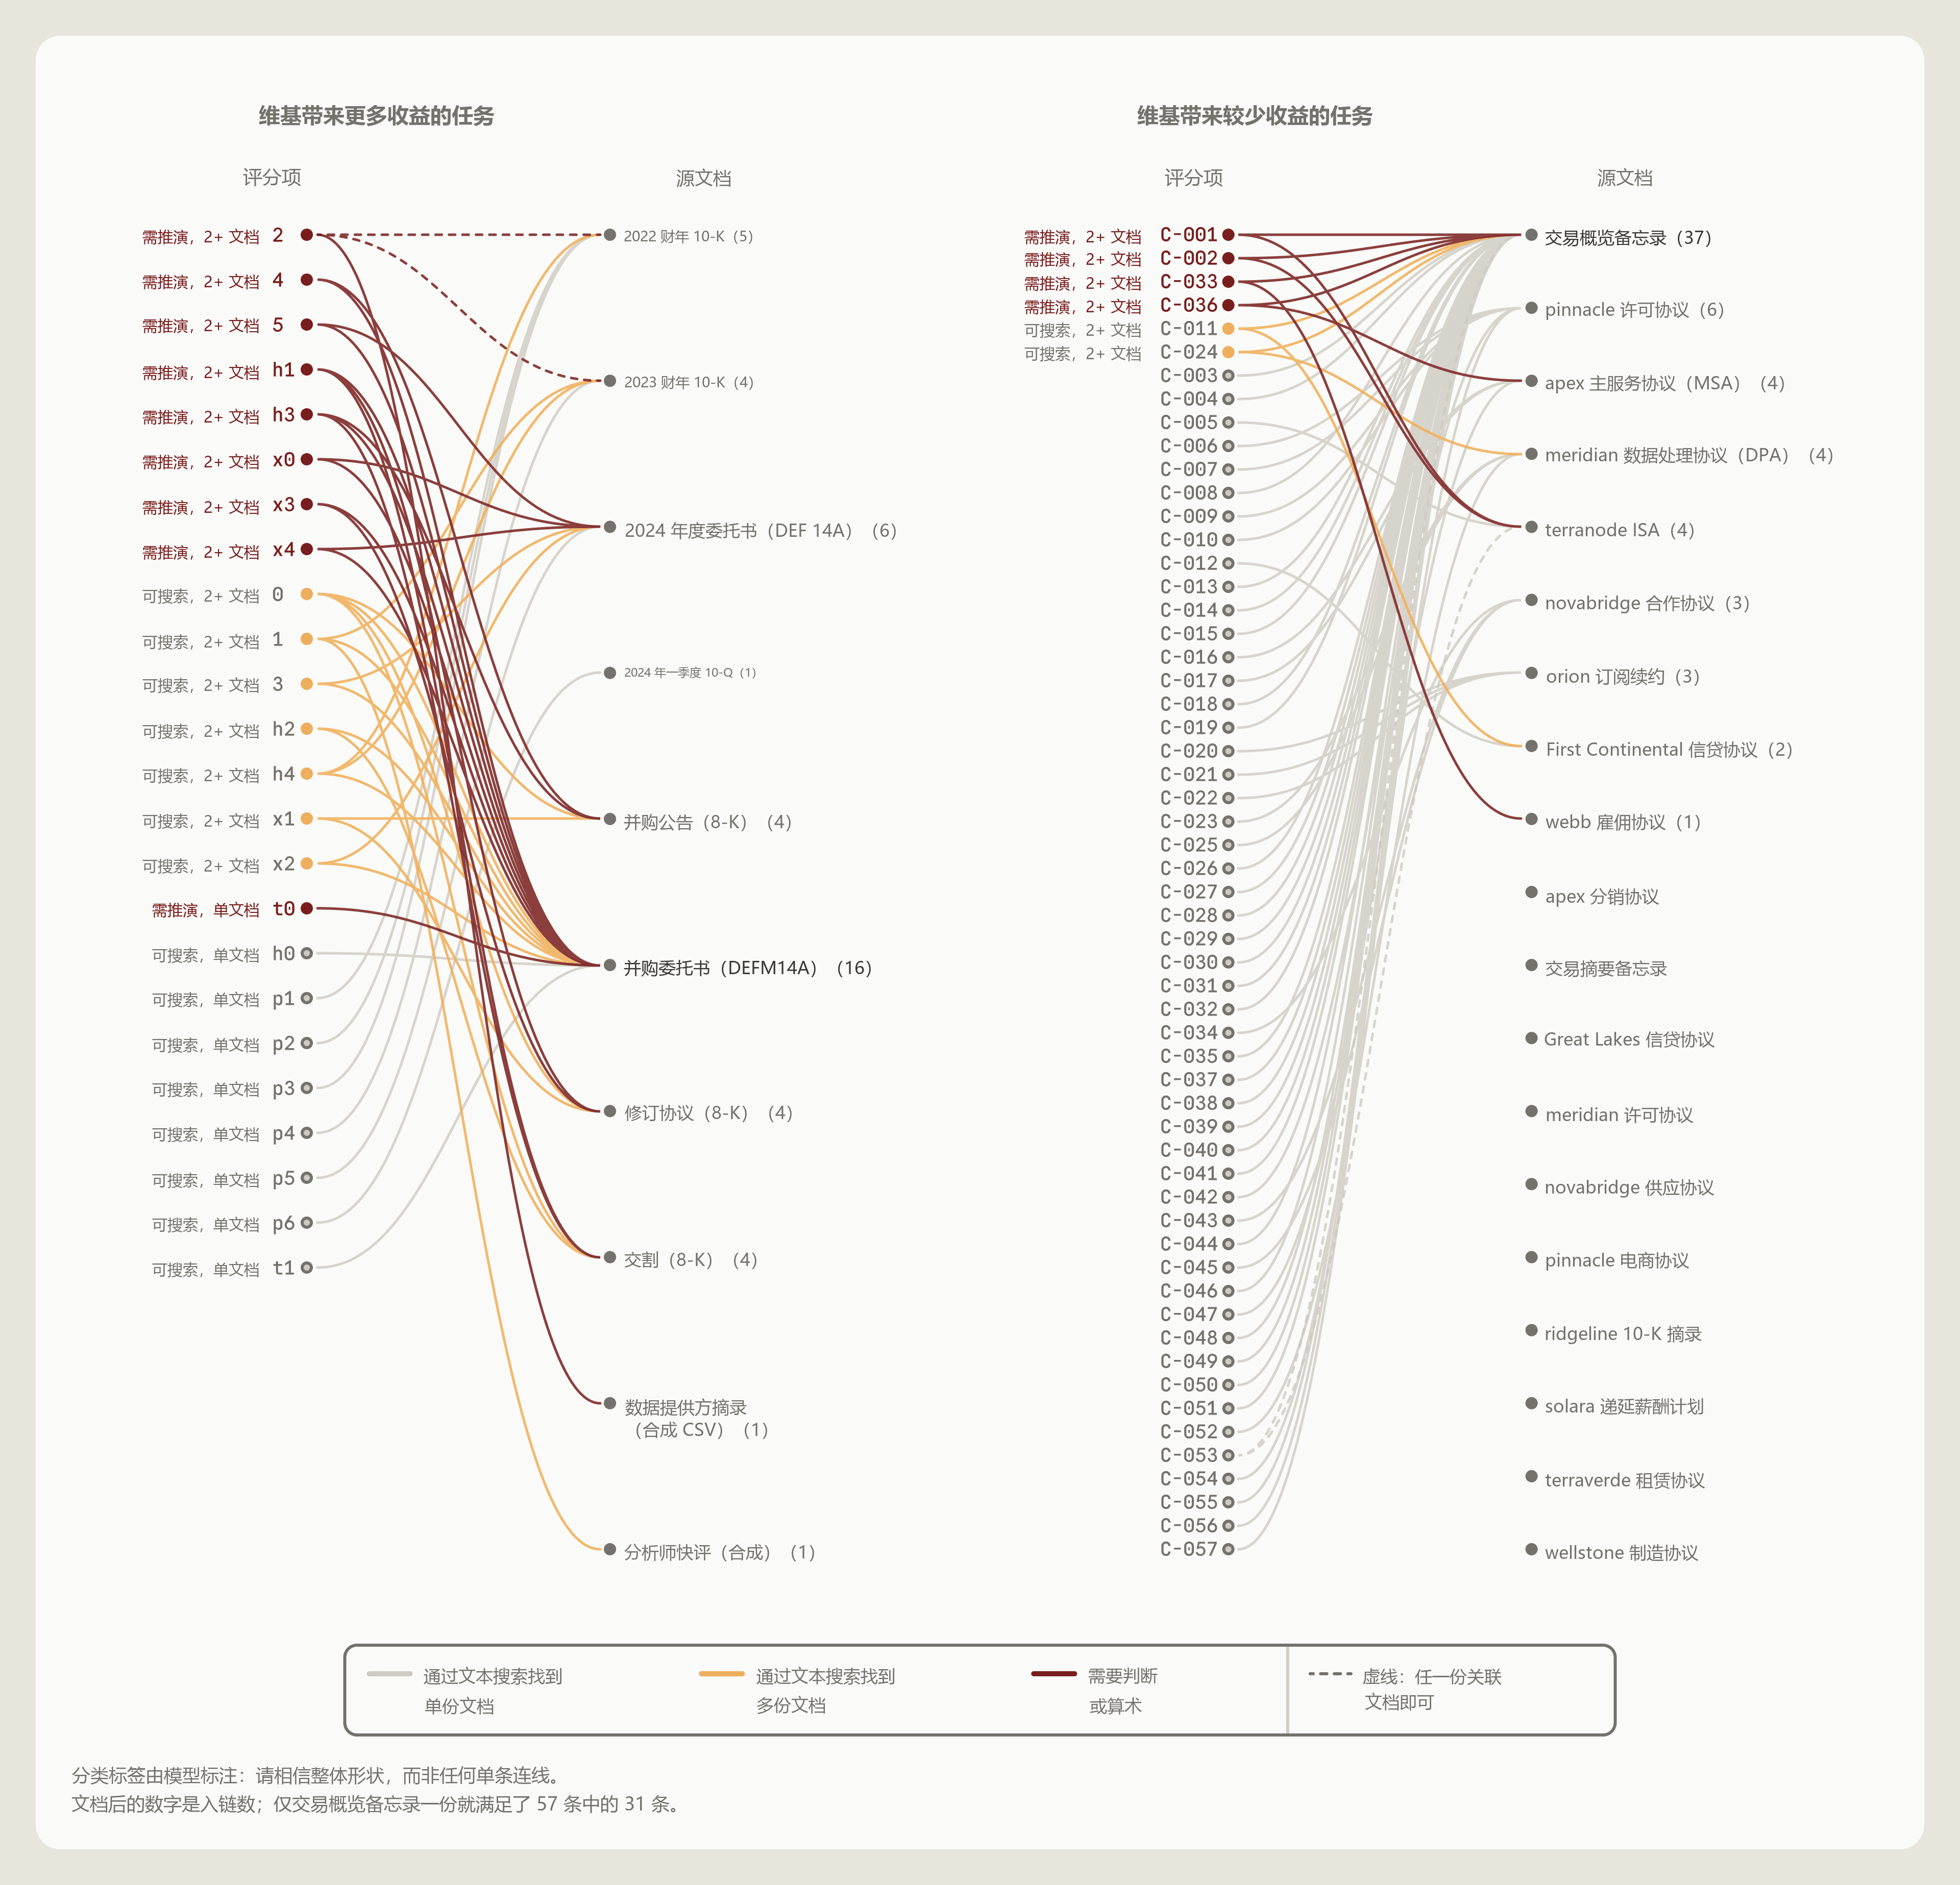 维基带来更多收益的任务
评分项
源文档
需推演，2+ 文档 2
需推演，2+ 文档 4
需推演，2+ 文档 5
需推演，2+ 文档 h1
需推演，2+ 文档 h3
需推演，2+ 文档 x0
需推演，2+ 文档 x3
需推演，2+ 文档 x4
可搜索，2+ 文档 0
可搜索，2+ 文档 1
可搜索，2+ 文档 3
可搜索，2+ 文档 h2
可搜索，2+ 文档 h4
可搜索，2+ 文档 x1
可搜索，2+ 文档 x2
需推演，单文档 t0
可搜索，单文档 h0
可搜索，单文档 p1
可搜索，单文档 p2
可搜索，单文档 p3
可搜索，单文档 p4
可搜索，单文档 p5
可搜索，单文档 p6
可搜索，单文档 t1
2022 财年 10-K（5）
2023 财年 10-K（4）
2024 年度委托书（DEF 14A）（6）
2024 年一季度 10-Q（1）
并购公告（8-K）（4）
并购委托书（DEFM14A）（16）
修订协议（8-K）（4）
交割（8-K）（4）
数据提供方摘录
（合成 CSV）（1）
分析师快评（合成）（1）
维基带来较少收益的任务
评分项
源文档
需推演，2+ 文档 C-001
需推演，2+ 文档 C-002
需推演，2+ 文档 C-033
需推演，2+ 文档 C-036
可搜索，2+ 文档 C-011
可搜索，2+ 文档 C-024
C-003
C-004
C-005
C-006
C-007
C-008
C-009
C-010
C-012
C-013
C-014
C-015
C-016
C-017
C-018
C-019
C-020
C-021
C-022
C-023
C-025
C-026
C-027
C-028
C-029
C-030
C-031
C-032
C-034
C-035
C-037
C-038
C-039
C-040
C-041
C-042
C-043
C-044
C-045
C-046
C-047
C-048
C-049
C-050
C-051
C-052
C-053
C-054
C-055
C-056
C-057
交易概览备忘录（37）
pinnacle 许可协议（6）
apex 主服务协议（MSA）（4）
meridian 数据处理协议（DPA）（4）
terranode ISA（4）
novabridge 合作协议（3）
orion 订阅续约（3）
First Continental 信贷协议（2）
webb 雇佣协议（1）
apex 分销协议
交易摘要备忘录
Great Lakes 信贷协议
meridian 许可协议
novabridge 供应协议
pinnacle 电商协议
ridgeline 10-K 摘录
solara 递延薪酬计划
terraverde 租赁协议
wellstone 制造协议
通过文本搜索找到
单份文档
通过文本搜索找到
多份文档
需要判断
或算术
虚线：任一份关联
文档即可
分类标签由模型标注：请相信整体形状，而非任何单条连线。
文档后的数字是入链数；仅交易概览备忘录一份就满足了 57 条中的 31 条。